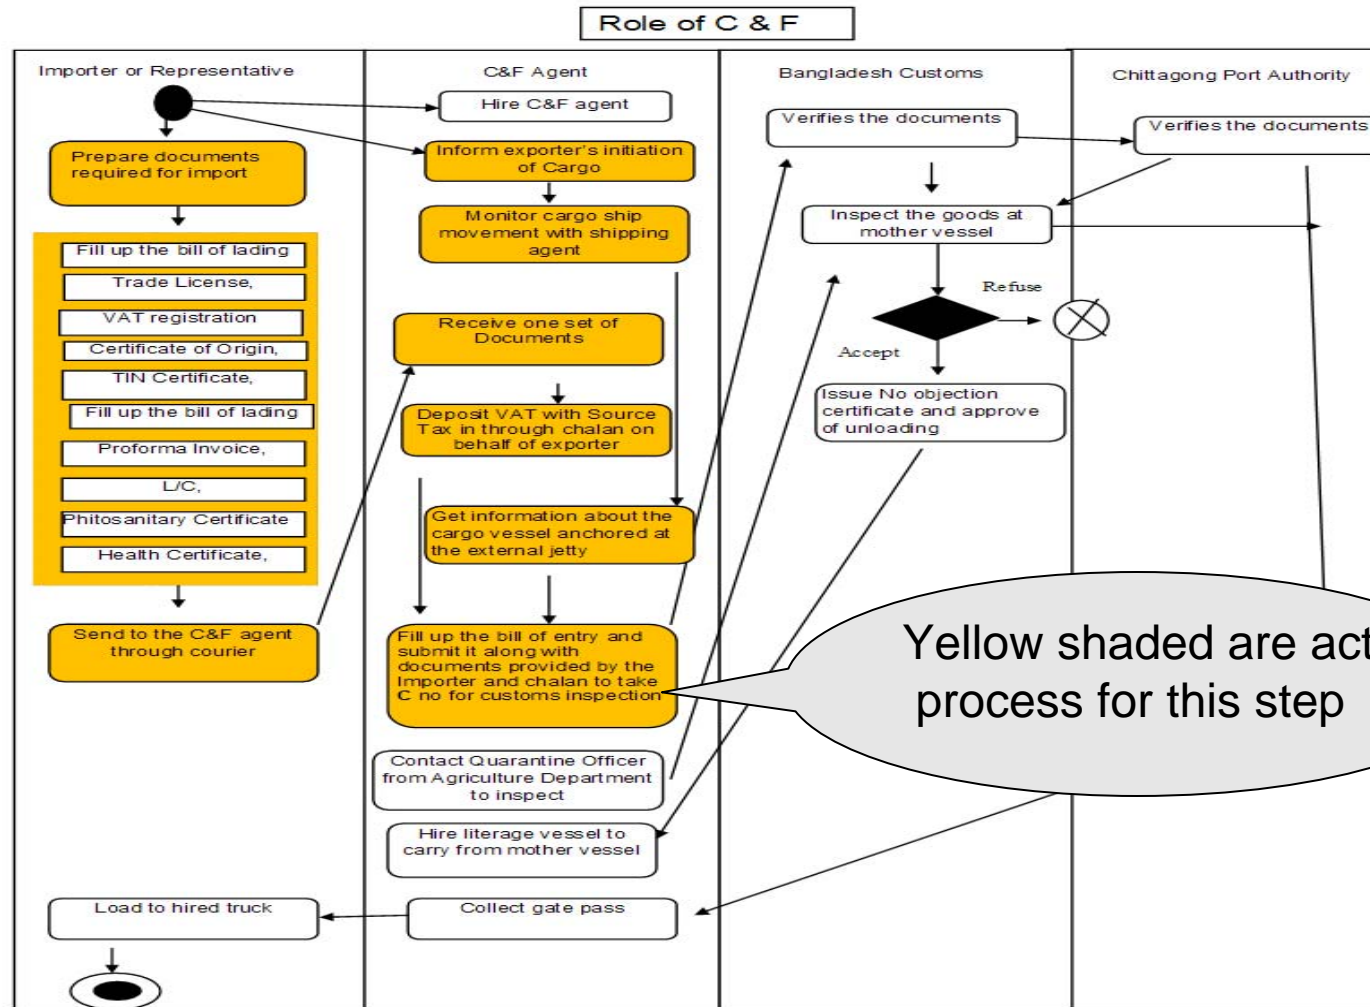 Role of C & F
Importer or Representative
Prepare documents
required for import
Fill up the bill of lading
Trade License,
VAT registration
Certificate of Origin,
TIN Certificate,
Fill up the bill of lading
Proforma Invoice,
L/C,
Phitosanitary Certificate
Health Certificate,
Send to the C&F agent
through courier
Load to hired truck
C&F Agent
Hire C&F agent
Inform exporter's initiation
of Cargo
Monitor cargo ship
movement with shipping
agent
Receive one set of
Documents
Deposit VAT with Source
Tax in through chalan on
behalf of exporter
Get information about the
cargo vessel anchored at
the external jetty
Fill up the bill of entry and
submit it along with
documents provided by the
Importer and chalan to take
C no for customs inspection
Contact Quarantine Officer
from Agriculture Department
to inspect
Hire literage vessel to
carry from mother vessel
Collect gate pass
Bangladesh Customs
Verifies the documents
Inspect the goods at
mother vessel
Refuse
Accept
Issue No objection
certificate and approve
of unloading
Chittagong Port Authority
Verifies the documents
Yellow shaded are act
process for this step